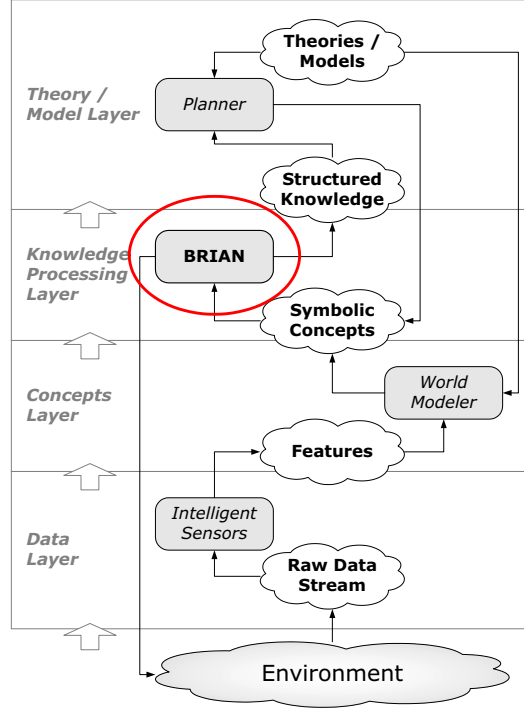 Theories /
Models
Theory /
Model Layer
Planner
Structured
Knowledge
Knowledge
Processing
Layer
BRIAN
Symbolic
Concepts
World
Modeler
Concepts
Layer
Features
Intelligent
Sensors
Data
Layer
Raw Data
Stream
Environment